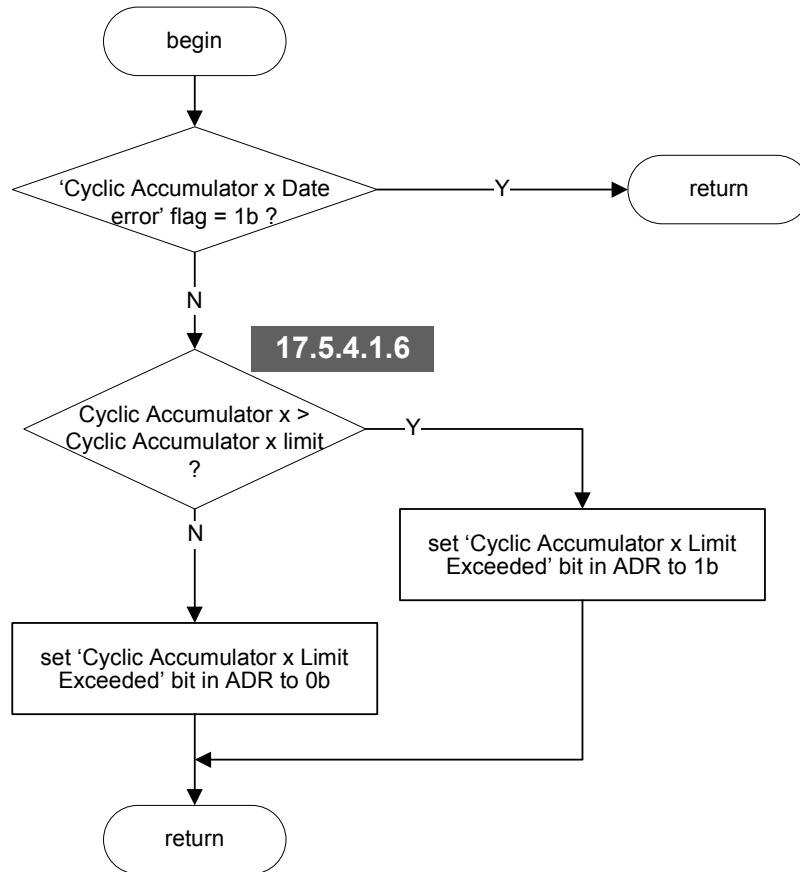 begin
‘Cyclic Accumulator x Date
error’ flag = 1b ?
Y
return
N
17.5.4.1.6
Cyclic Accumulator x >
Cyclic Accumulator x limit
?
Y
N
set ‘Cyclic Accumulator x Limit
Exceeded’ bit in ADR to 1b
set ‘Cyclic Accumulator x Limit
Exceeded’ bit in ADR to 0b
return